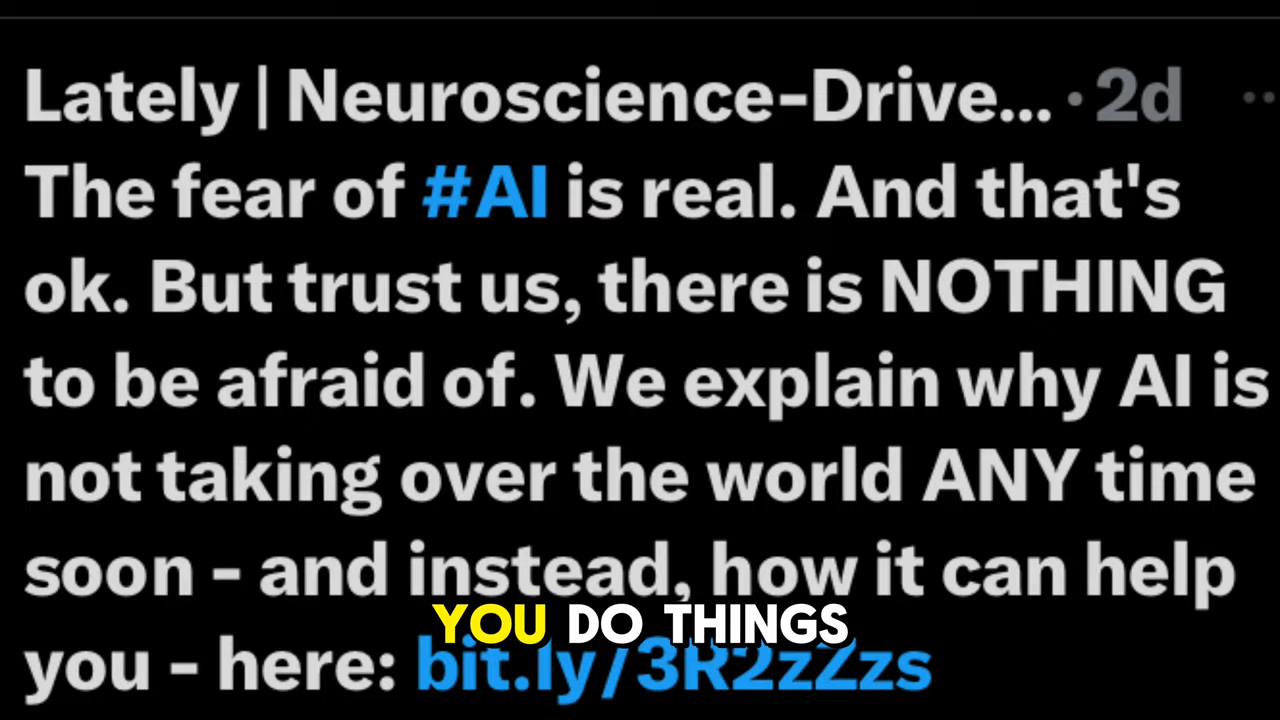 Lately | Neuroscience-Drive... · 2d ··
The fear of #AI is real. And that's
ok. But trust us, there is NOTHING
to be afraid of. We explain why AI is
not taking over the world ANY time
soon - and instead, how it can help
YOU DO THINGS
you - here: bit.ly/3R2zZzs